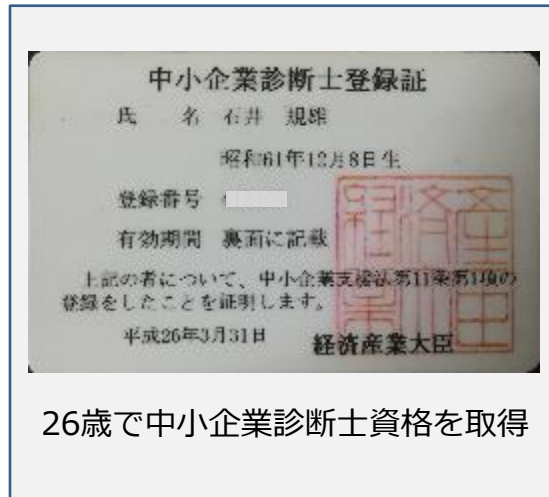 中小企業診断士登録証
氏 名 石井 規雄
昭和61年12月8日生
登録番号
有効期間 裏面に記載
上記の者について、中小企業支援法第11条第1項の
登録をしたことを証明します。
平成26年3月31日
経済産業大臣
26歳で中小企業診断士資格を取得